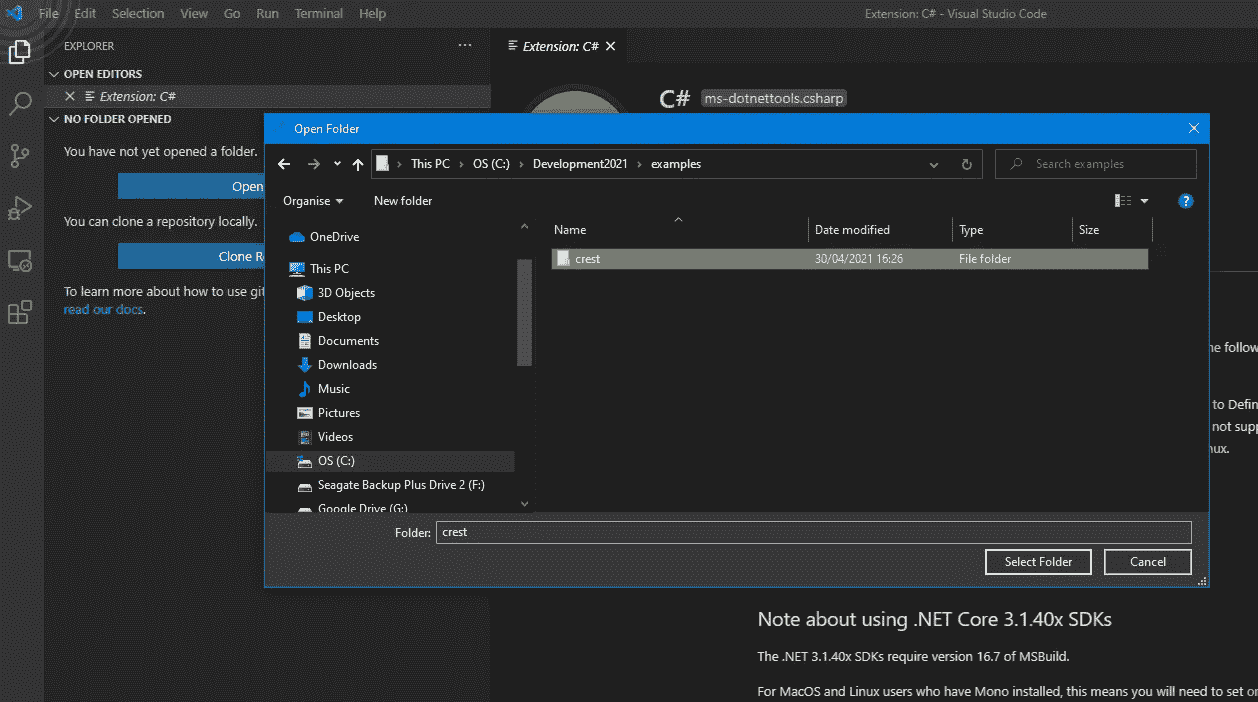 File Edit Selection View Go Run Terminal Help Extension: C# - Visual Studio Code
EXPLORER ···
OPEN EDITORS
Extension: C#
NO FOLDER OPENED
You have not yet opened a folder.
Open
You can clone a repository locally.
Clone R
To learn more about how to use git
read our docs.
Extension: C#
C# ms-dotnettools.csharp
Open Folder
This PC › OS (C:) › Development2021 › examples
Search examples
Organise New folder
?
OneDrive
This PC
3D Objects
Desktop
Documents
Downloads
Music
Pictures
Videos
OS (C:)
Seagate Backup Plus Drive 2 (F:)
Google Drive (G:)
Name Date modified Type Size
crest 30/04/2021 16:26 File folder
Folder: crest
Select Folder Cancel
he follow
to Defin
not supp
nux.
Note about using .NET Core 3.1.40x SDKs
The .NET 3.1.40x SDKs require version 16.7 of MSBuild.
For MacOS and Linux users who have Mono installed, this means you will need to set